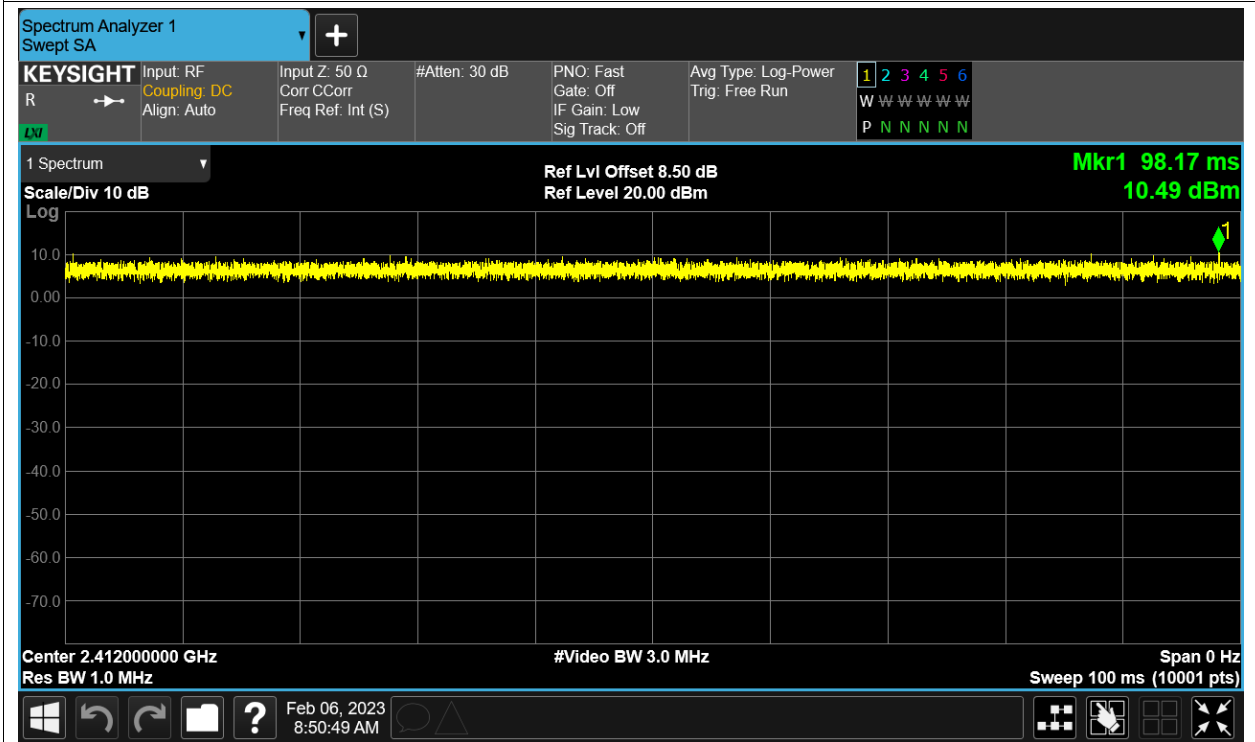 Spectrum Analyzer 1
Swept SA
+
KEYSIGHT
R
LXI
Input: RF
Coupling: DC
Align: Auto
Input Z: 50 Ω
Corr CCorr
Freq Ref: Int (S)
#Atten: 30 dB
PNO: Fast
Gate: Off
IF Gain: Low
Sig Track: Off
Avg Type: Log-Power
Trig: Free Run
1 2 3 4 5 6
W W W W W W
P N N N N N
1 Spectrum
Scale/Div 10 dB
Log
Ref Lvl Offset 8.50 dB
Ref Level 20.00 dBm
Mkr1 98.17 ms
10.49 dBm
1
10.0
0.00
-10.0
-20.0
-30.0
-40.0
-50.0
-60.0
-70.0
Center 2.412000000 GHz
#Video BW 3.0 MHz
Span 0 Hz
Res BW 1.0 MHz
Sweep 100 ms (10001 pts)
?
Feb 06, 2023
8:50:49 AM